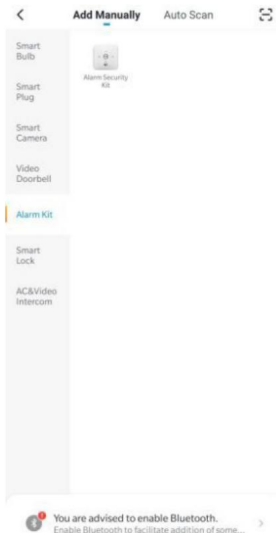 Add Manually
Auto Scan
Smart
Bulb
Smart
Plug
Smart
Camera
Video
Doorbell
Alarm Kit
Smart
Lock
AC&Video
Intercom
Alarm Security
Kit
You are advised to enable Bluetooth.
Enable Bluetooth to facilitate addition of some...